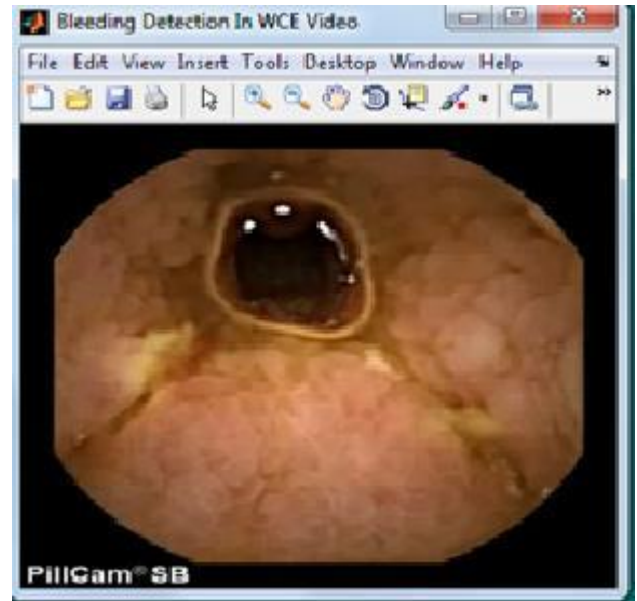 Bleeding Detection In WCE Video
File Edit View Insert Tools Desktop Window Help
PillCam® SB